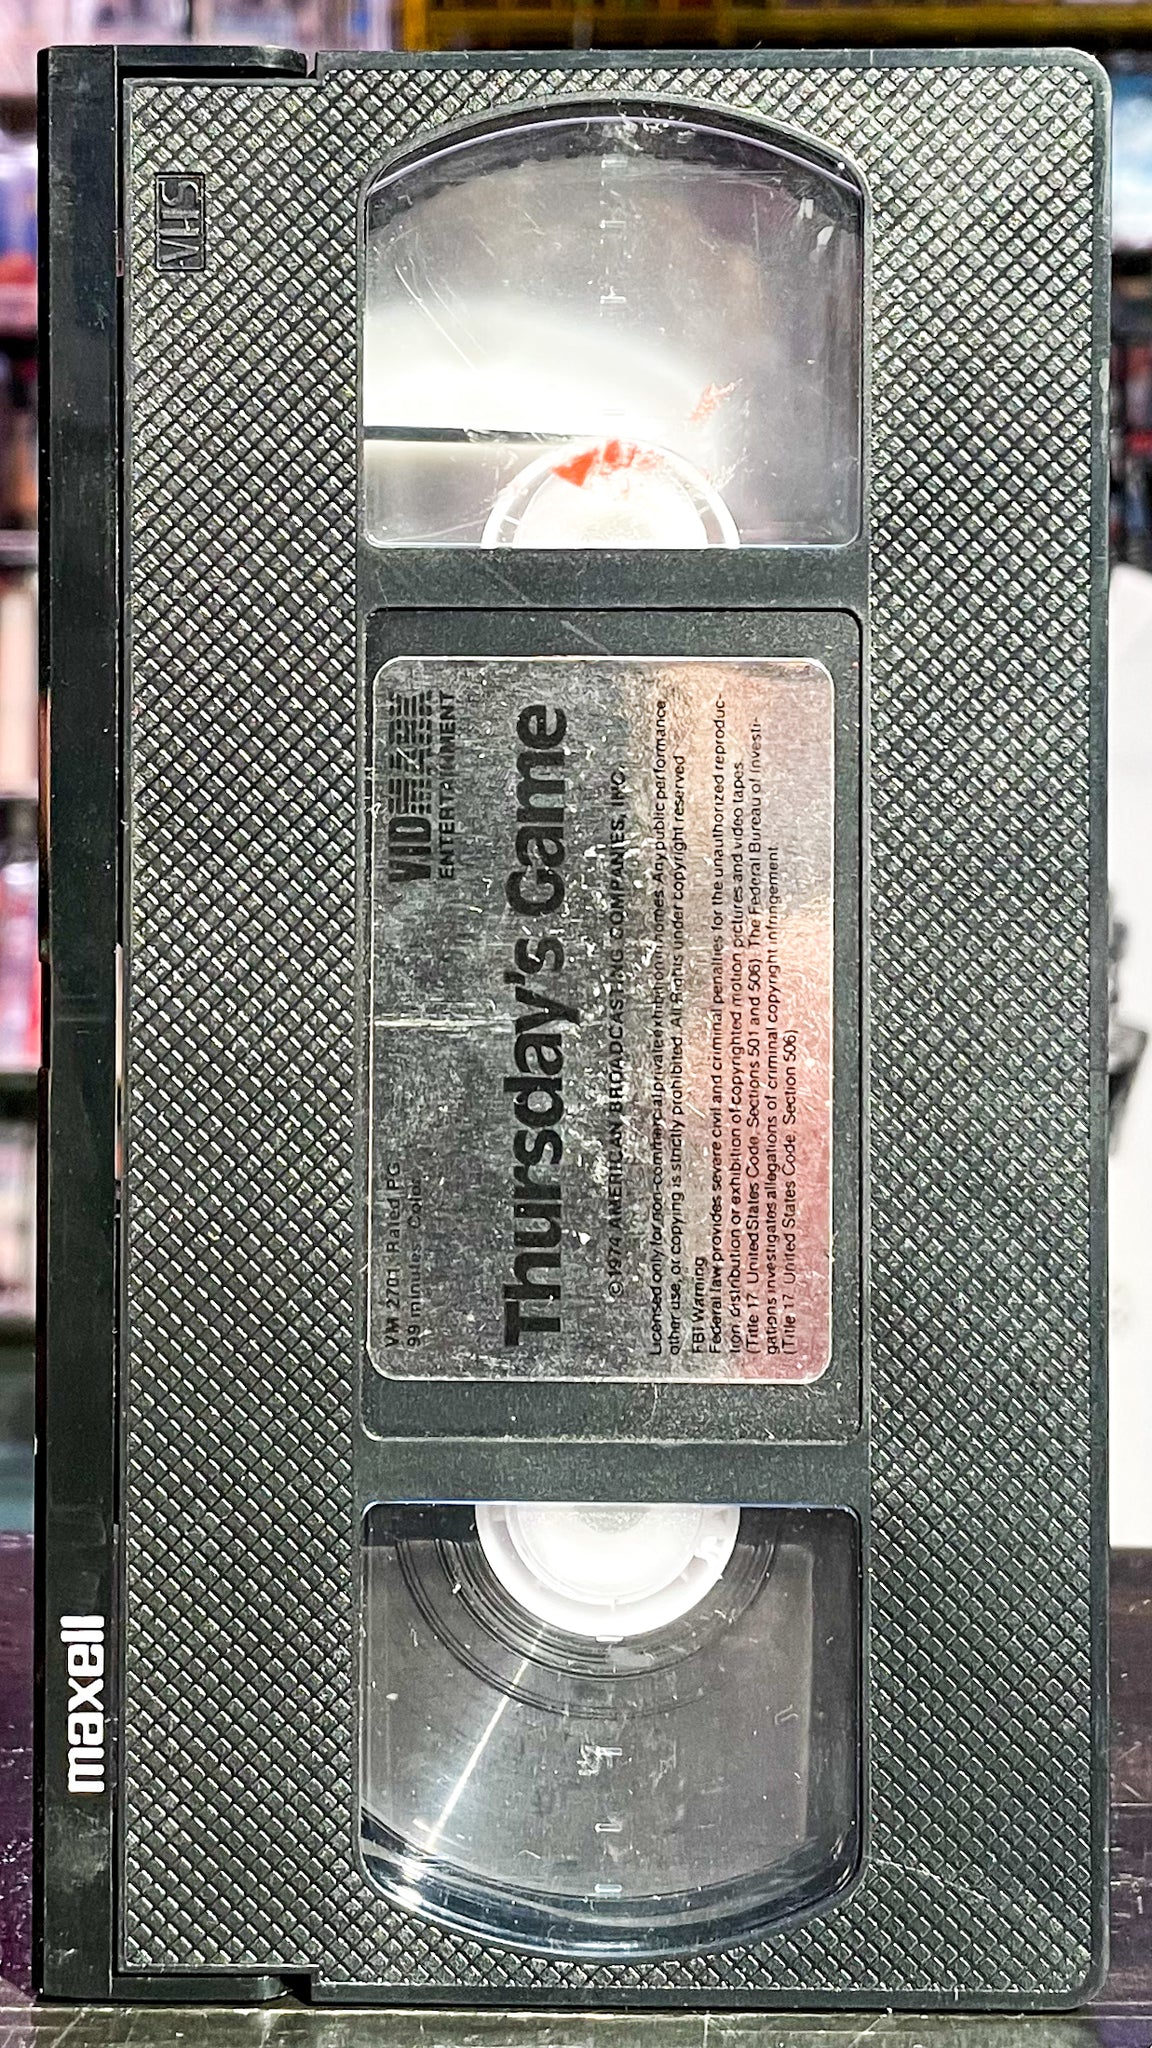 VHS
VM 2701 Rated PG
99 minutes Color
VIDMARK
ENTERTAINMENT
Thursday's Game
©1974 AMERICAN BROADCASTING COMPANIES, INC.
Licensed only for non-commercial private exhibition in homes. Any public performance,
other use, or copying is strictly prohibited. All Rights under copyright reserved
FBI Warning
Federal law provides severe civil and criminal penalties for the unauthorized reproduc-
tion, distribution or exhibition of copyrighted motion pictures and video tapes.
(Title 17 United States Code, Sections 501 and 506). The Federal Bureau of Investi-
gations investigates allegations of criminal copyright infringement
(Title 17 United States Code, Section 506)
maxell